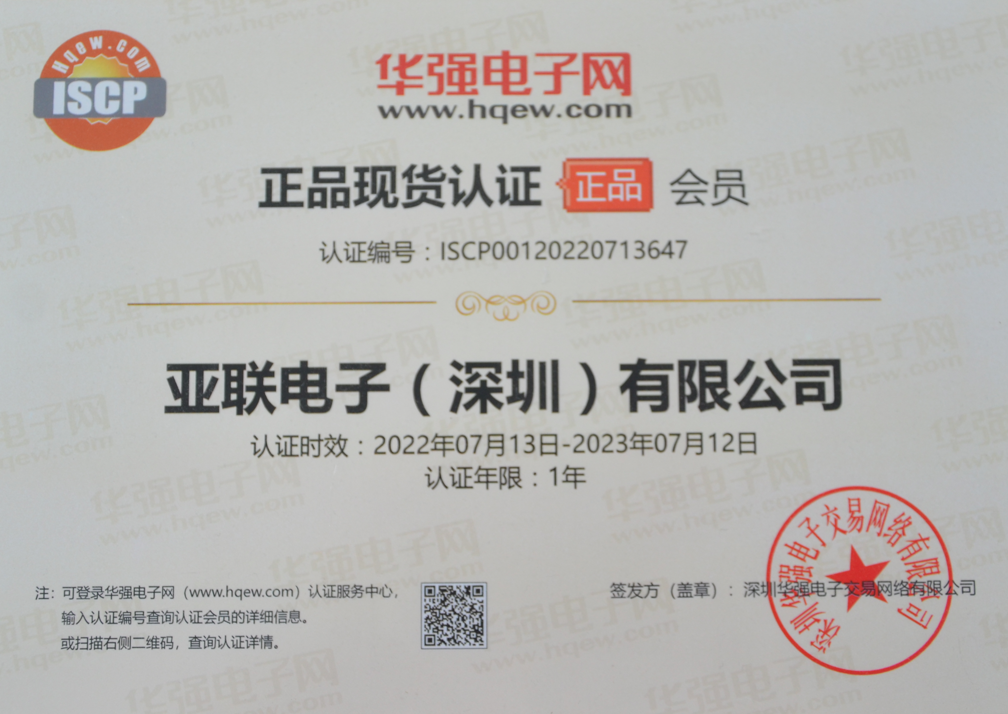 Hqew.com
ISCP
华强电子网
www.hqew.com
正品现货认证 正品 会员
认证编号：ISCP00120220713647
亚联电子（深圳）有限公司
认证时效：2022年07月13日-2023年07月12日
认证年限：1年
注：可登录华强电子网（www.hqew.com）认证服务中心，
输入认证编号查询认证会员的详细信息。
或扫描右侧二维码，查询认证详情。
签发方（盖章）：深圳华强电子交易网络有限公司
深圳华强电子交易网络有限公司